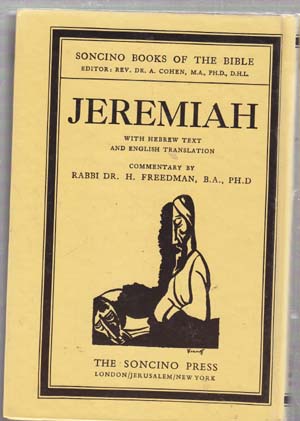 SONCINO BOOKS OF THE BIBLE
EDITOR: REV. DR. A. COHEN, M.A., PH.D., D.H.L.
JEREMIAH
WITH HEBREW TEXT
AND ENGLISH TRANSLATION
COMMENTARY BY
RABBI DR. H. FREEDMAN, B.A., PH.D
THE SONCINO PRESS
LONDON/JERUSALEM/NEW YORK